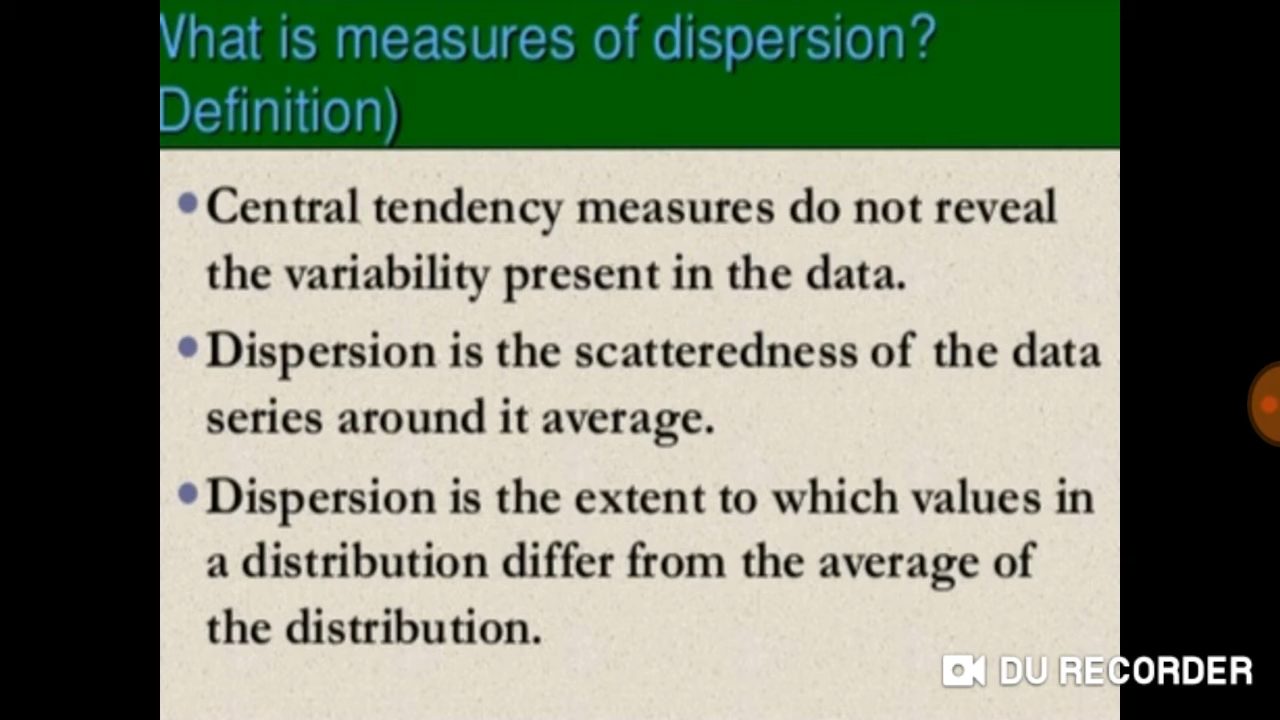 What is measures of dispersion?
Definition)
Central tendency measures do not reveal
the variability present in the data.
Dispersion is the scatteredness of the data
series around it average.
Dispersion is the extent to which values in
a distribution differ from the average of
the distribution.
DU RECORDER